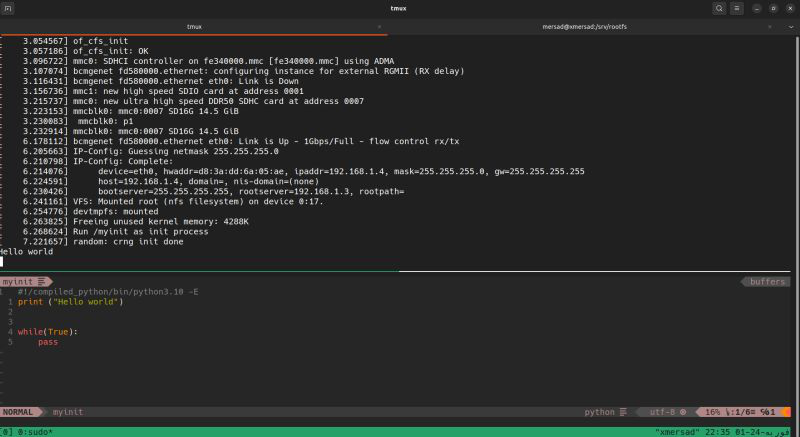 tmux
tmux
mersad@xmersad:/srv/rootfs
3.054567] of_cfs_init
3.057186] of_cfs_init: OK
3.096722] mmc0: SDHCI controller on fe340000.mmc [fe340000.mmc] using ADMA
3.107074] bcmgenet fd580000.ethernet: configuring instance for external RGMII (RX delay)
3.116431] bcmgenet fd580000.ethernet eth0: Link is Down
3.156736] mmc1: new high speed SDIO card at address 0001
3.215737] mmc0: new ultra high speed DDR50 SDHC card at address 0007
3.223153] mmcblk0: mmc0:0007 SD16G 14.5 GiB
3.230083]  mmcblk0: p1
3.232914] mmcblk0: mmc0:0007 SD16G 14.5 GiB
6.178112] bcmgenet fd580000.ethernet eth0: Link is Up - 1Gbps/Full - flow control rx/tx
6.205663] IP-Config: Guessing netmask 255.255.255.0
6.210798] IP-Config: Complete:
6.214076]      device=eth0, hwaddr=d8:3a:dd:6a:05:ae, ipaddr=192.168.1.4, mask=255.255.255.0, gw=255.255.255.255
6.224591]      host=192.168.1.4, domain=, nis-domain=(none)
6.230426]      bootserver=255.255.255.255, rootserver=192.168.1.3, rootpath=
6.241161] VFS: Mounted root (nfs filesystem) on device 0:17.
6.254776] devtmpfs: mounted
6.263825] Freeing unused kernel memory: 4288K
6.268624] Run /myinit as init process
7.221657] random: crng init done
Hello world
myinit
buffers
1 #!/compiled_python/bin/python3.10 -E
1 print ("Hello world")
2
3
4 while(True):
5     pass
NORMAL myinit
python utf-8 16% :1/6 ℅1
[0] 0:sudo*
"xmersad" 22:35 24-01-فوریه